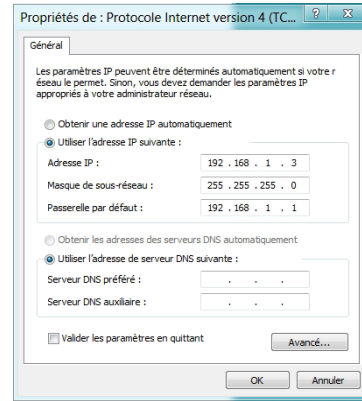 Propriétés de : Protocole Internet version 4 (TC...
Général
Les paramètres IP peuvent être déterminés automatiquement si votre r
éseau le permet. Sinon, vous devez demander les paramètres IP
appropriés à votre administrateur réseau.
Obtenir une adresse IP automatiquement
Utiliser l'adresse IP suivante :
Adresse IP : 192 . 168 . 1 . 3
Masque de sous-réseau : 255 . 255 . 255 . 0
Passerelle par défaut : 192 . 168 . 1 . 1
Obtenir les adresses des serveurs DNS automatiquement
Utiliser l'adresse de serveur DNS suivante :
Serveur DNS préféré : . . .
Serveur DNS auxiliaire : . . .
Valider les paramètres en quittant
Avancé...
OK Annuler